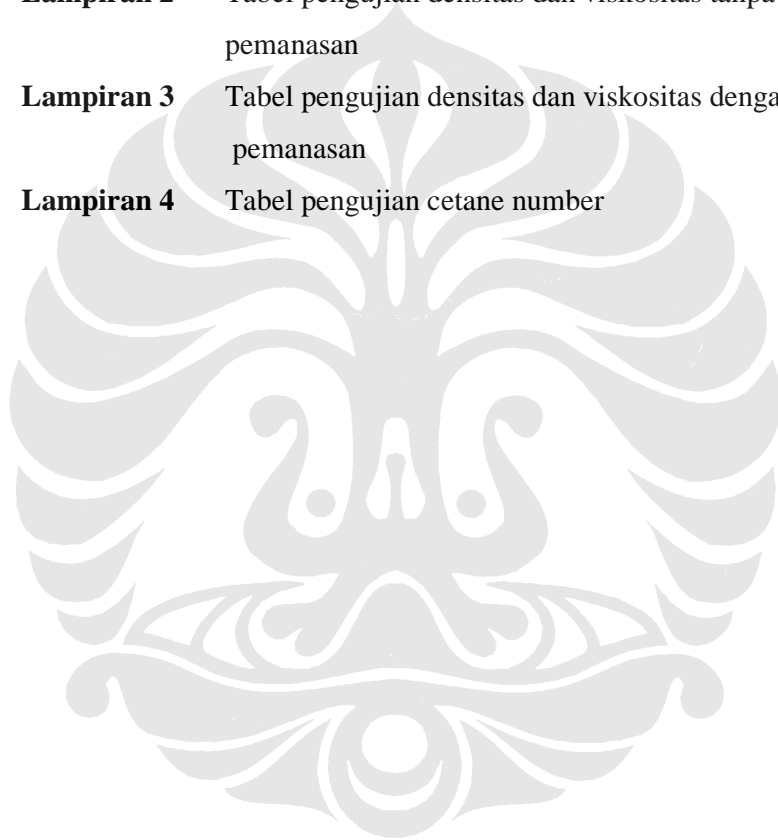 Lampiran 2 Tabel pengujian densitas dan viskositas tanpa
pemanasan
Lampiran 3 Tabel pengujian densitas dan viskositas denga
pemanasan
Lampiran 4 Tabel pengujian cetane number